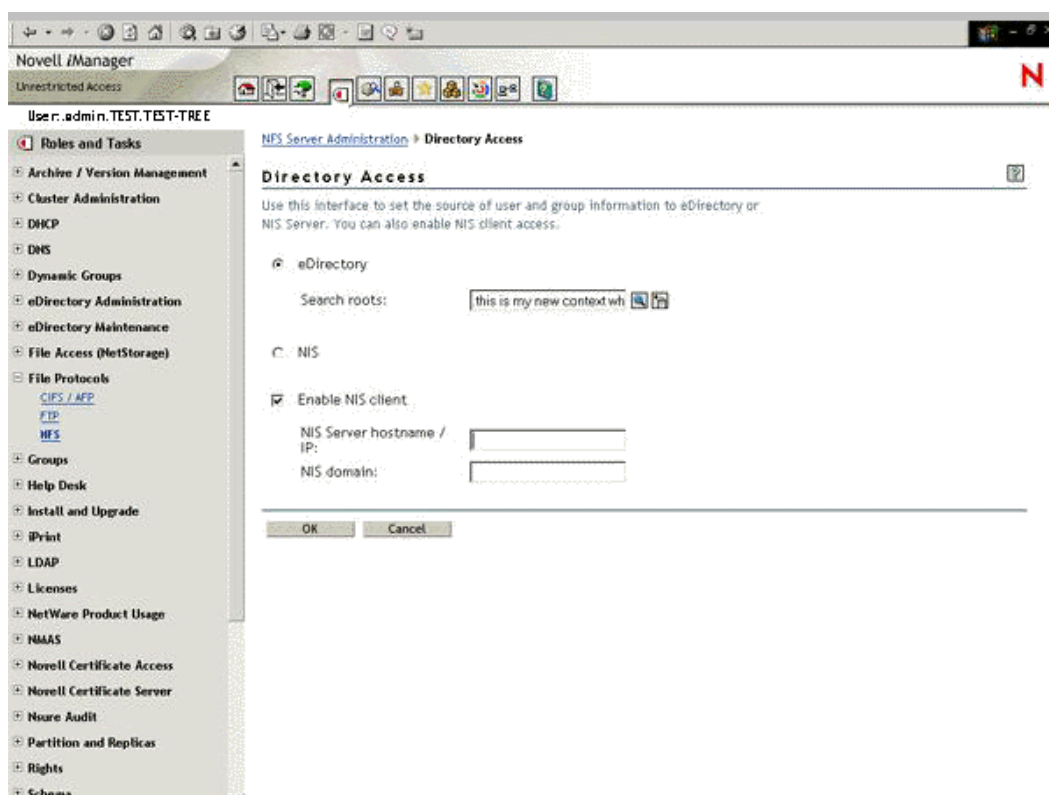 Novell iManager
Unrestricted Access
User:.admin.TEST.TEST-TREE
Roles and Tasks
Archive / Version Management
Cluster Administration
DHCP
DNS
Dynamic Groups
eDirectory Administration
eDirectory Maintenance
File Access (NetStorage)
File Protocols
CIFS / AFP
FTP
NFS
Groups
Help Desk
Install and Upgrade
iPrint
LDAP
Licenses
NetWare Product Usage
NMAS
Novell Certificate Access
Novell Certificate Server
Nsure Audit
Partition and Replicas
Rights
Schema
N
NFS Server Administration Directory Access
Directory Access
Use this interface to set the source of user and group information to eDirectory or
NIS Server. You can also enable NIS client access.
eDirectory
Search roots: this is my new context wh
NIS
Enable NIS client
NIS Server hostname /
IP:
NIS domain:
OK Cancel